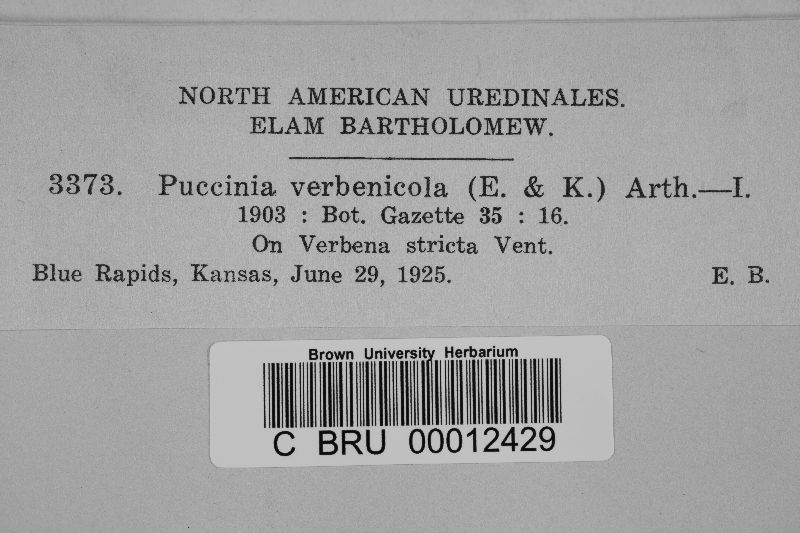 NORTH AMERICAN UREDINALES.
ELAM BARTHOLOMEW.
3373. Puccinia verbenicola (E. & K.) Arth.—I.
1903 : Bot. Gazette 35 : 16.
On Verbena stricta Vent.
Blue Rapids, Kansas, June 29, 1925. E. B.
Brown University Herbarium
C BRU 00012429